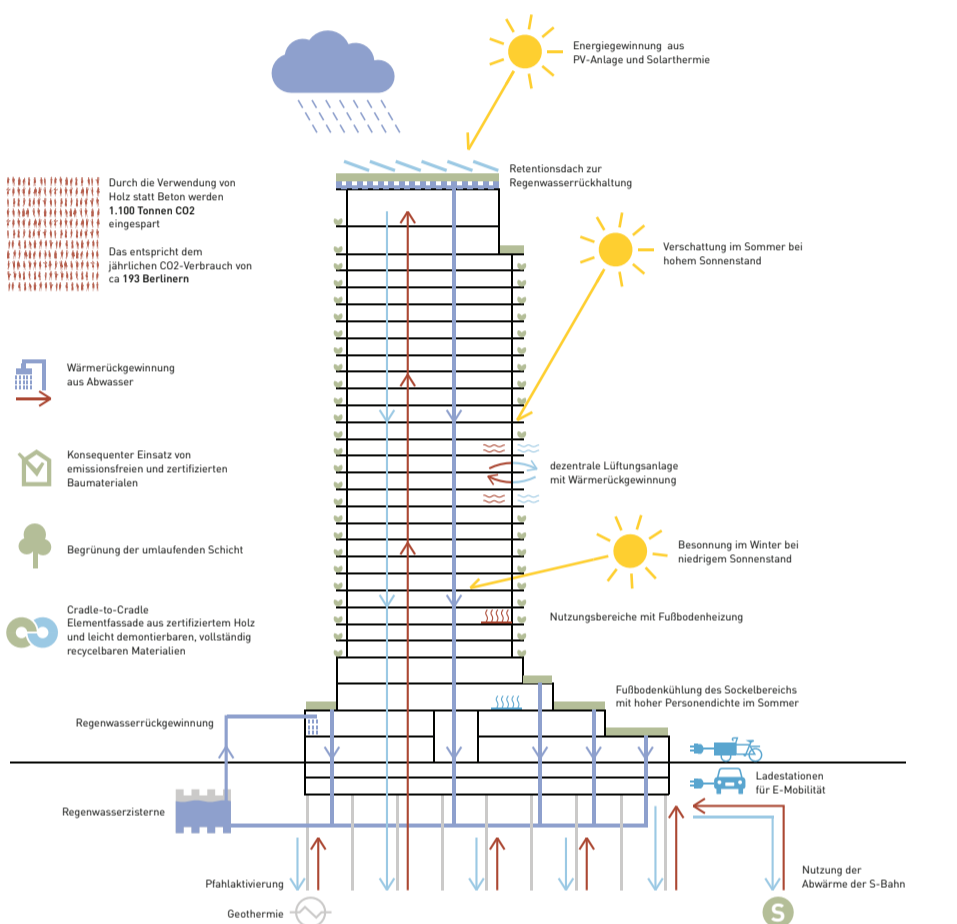 Energiegewinnung aus
PV-Anlage und Solarthermie
Retentionsdach zur
Regenwasserrückhaltung
Durch die Verwendung von
Holz statt Beton werden
1.100 Tonnen CO2
eingespart
Das entspricht dem
jährlichen CO2-Verbrauch von
ca 193 Berlinern
Verschattung im Sommer bei
hohem Sonnenstand
Wärmerückgewinnung
aus Abwasser
Konsequenter Einsatz von
emissionsfreien und zertifizierten
Baumaterialen
dezentrale Lüftungsanlage
mit Wärmerückgewinnung
Begrünung der umlaufenden Schicht
Besonnung im Winter bei
niedrigem Sonnenstand
Cradle-to-Cradle
Elementfassade aus zertifiziertem Holz
und leicht demontierbaren, vollständig
recycelbaren Materialien
Nutzungsbereiche mit Fußbodenheizung
Fußbodenkühlung des Sockelbereichs
mit hoher Personendichte im Sommer
Regenwasserrückgewinnung
Ladestationen
für E-Mobilität
Regenwasserzisterne
Pfahlaktivierung
Nutzung der
Abwärme der S-Bahn
Geothermie
S